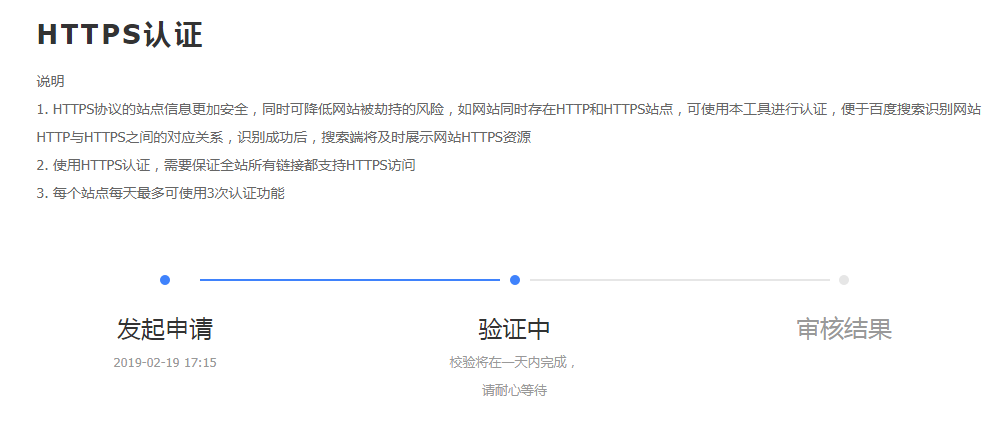 HTTPS认证
说明
1. HTTPS协议的站点信息更加安全，同时可降低网站被劫持的风险，如网站同时存在HTTP和HTTPS站点，可使用本工具进行认证，便于百度搜索识别网站
HTTP与HTTPS之间的对应关系，识别成功后，搜索端将及时展示网站HTTPS资源
2. 使用HTTPS认证，需要保证全站所有链接都支持HTTPS访问
3. 每个站点每天最多可使用3次认证功能
发起申请
2019-02-19 17:15
验证中
校验将在一天内完成，
请耐心等待
审核结果